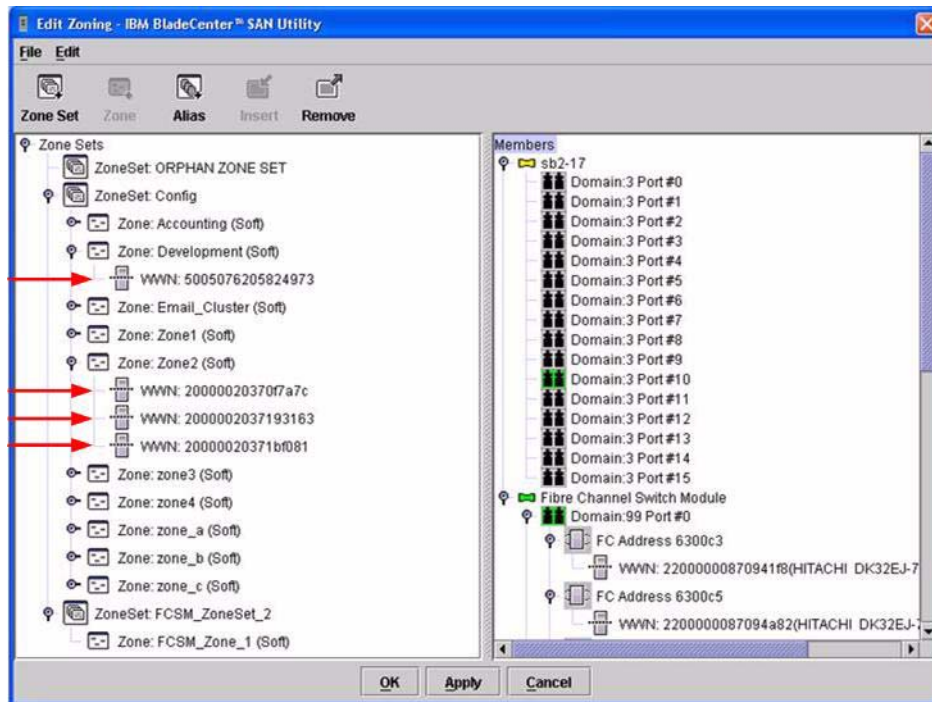 Edit Zoning - IBM BladeCenter™ SAN Utility
File Edit
Zone Set Zone Alias Insert Remove
Zone Sets
ZoneSet: ORPHAN ZONE SET
ZoneSet: Config
Zone: Accounting (Soft)
Zone: Development (Soft)
WWN: 5005076205824973
Zone: Email_Cluster (Soft)
Zone: Zone1 (Soft)
Zone: Zone2 (Soft)
WWN: 20000020370f7a7c
WWN: 2000002037193163
WWN: 20000020371bf081
Zone: zone3 (Soft)
Zone: zone4 (Soft)
Zone: zone_a (Soft)
Zone: zone_b (Soft)
Zone: zone_c (Soft)
ZoneSet: FCSM_ZoneSet_2
Zone: FCSM_Zone_1 (Soft)
Members
sb2-17
Domain:3 Port#0
Domain:3 Port#1
Domain:3 Port#2
Domain:3 Port#3
Domain:3 Port#4
Domain:3 Port#5
Domain:3 Port#6
Domain:3 Port#7
Domain:3 Port#8
Domain:3 Port#9
Domain:3 Port#10
Domain:3 Port#11
Domain:3 Port#12
Domain:3 Port#13
Domain:3 Port#14
Domain:3 Port#15
Fibre Channel Switch Module
Domain:99 Port#0
FC Address 6300c3
WWN: 22000000870941f8(HITACHI DK32EJ-7
FC Address 6300c5
WWN: 2200000087094a82(HITACHI DK32EJ-7
OK Apply Cancel